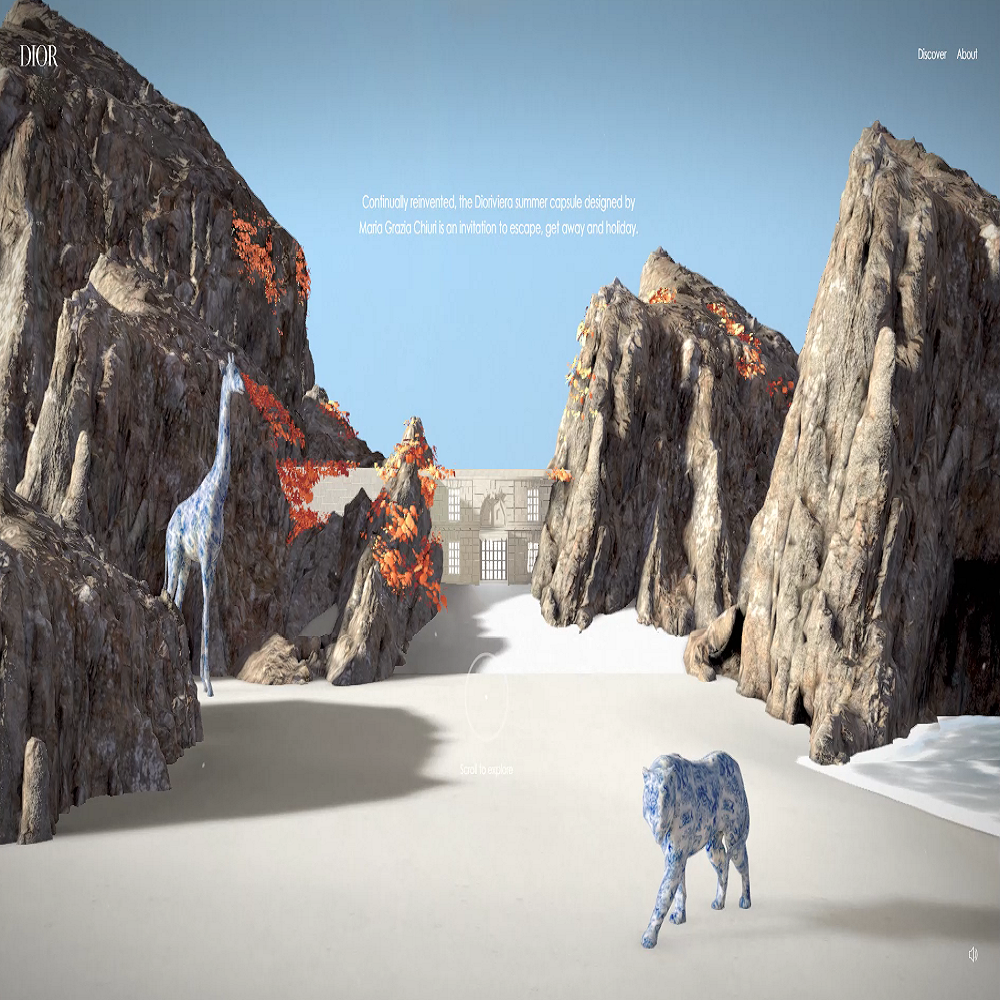 DIOR
Discover About
Continually reinvented, the Dioriviera summer capsule designed by
Maria Grazia Chiuri is an invitation to escape, get away and holiday.
Scroll to explore